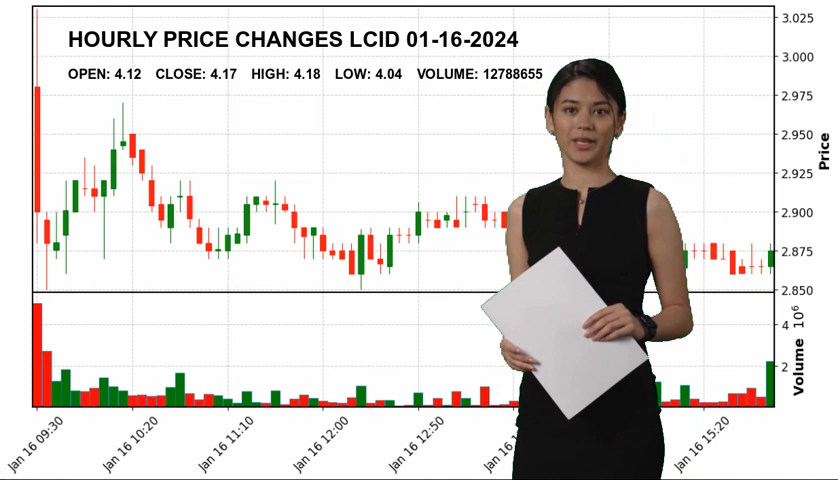 HOURLY PRICE CHANGES LCID 01-16-2024
OPEN: 4.12 CLOSE: 4.17 HIGH: 4.18 LOW: 4.04 VOLUME: 12788655
3.025
3.000
2.975
2.950
2.925
2.900
2.875
2.850
Price
4
2
Volume 10^6
Jan 16 09:30
Jan 16 10:20
Jan 16 11:10
Jan 16 12:00
Jan 16 12:50
Jan 16 15:20